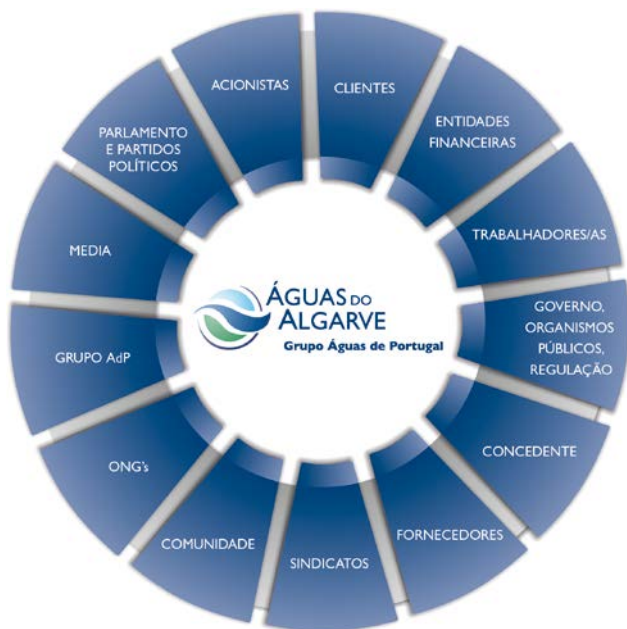 ACIONISTAS
CLIENTES
ENTIDADES
FINANCEIRAS
TRABALHADORES/AS
GOVERNO,
ORGANISMOS
PÚBLICOS,
REGULAÇÃO
CONCEDENTE
FORNECEDORES
SINDICATOS
COMUNIDADE
ONG's
GRUPO AdP
MEDIA
PARLAMENTO
E PARTIDOS
POLÍTICOS
ÁGUAS DO
ALGARVE
Grupo Águas de Portugal